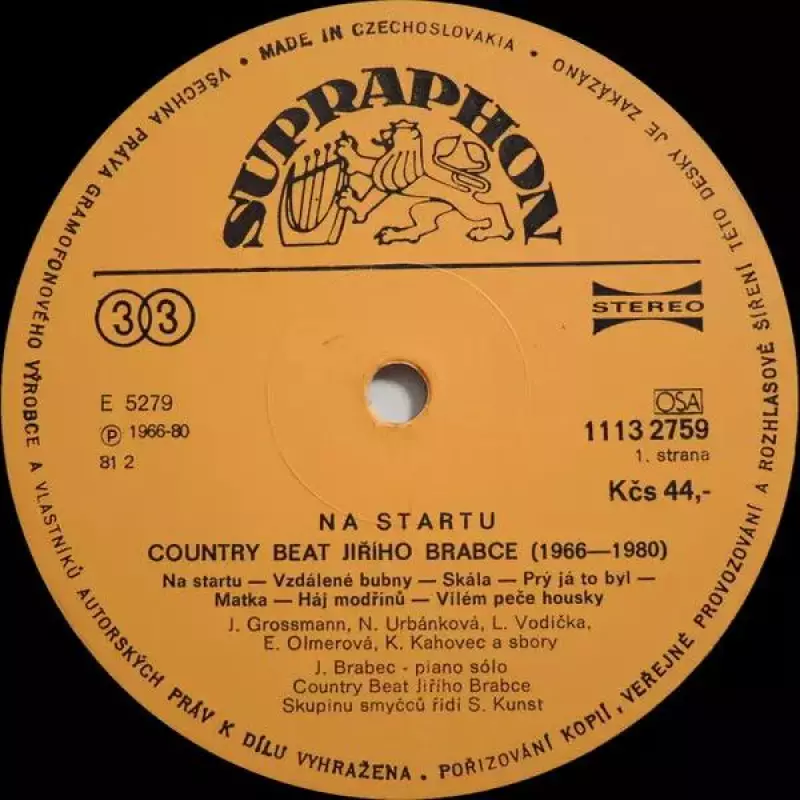 MADE IN CZECHOSLOVAKIA •
VŠECHNA PRÁVA GRAMOFONOVÉHO VÝROBCE A VLASTNÍKŮ AUTORSKÝCH PRÁV K DÍLU VYHRAŽENA. POŘIZOVÁNÍ KOPIÍ, VEŘEJNÉ PROVOZOVÁNÍ A ROZHLASOVÉ ŠÍŘENÍ TÉTO DESKY JE ZAKÁZÁNO •
SUPRAPHON
33
STEREO
E 5279
OSA
Ⓟ 1966-80
1113 2759
81 2
1. strana
Kčs 44,-
NA STARTU
COUNTRY BEAT JIŘÍHO BRABCE (1966—1980)
Na startu — Vzdálené bubny — Skála — Prý já to byl —
Matka — Háj modřínů — Vilém peče housky
J. Grossmann, N. Urbánková, L. Vodička,
E. Olmerová, K. Kahovec a sbory
J. Brabec - piano sólo
Country Beat Jiřího Brabce
Skupinu smyčců řídí S. Kunst